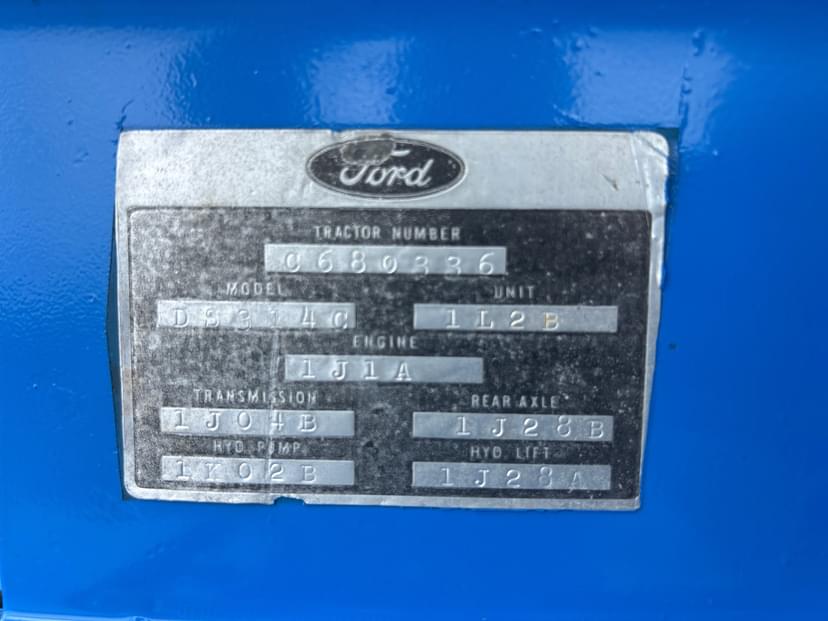 Ford
TRACTOR NUMBER
C680336
MODEL UNIT
DS314C 1L2B
ENGINE
1J1A
TRANSMISSION REAR AXLE
1J04B 1J28B
HYD. PUMP HYD. LIFT
1K02B 1J28A